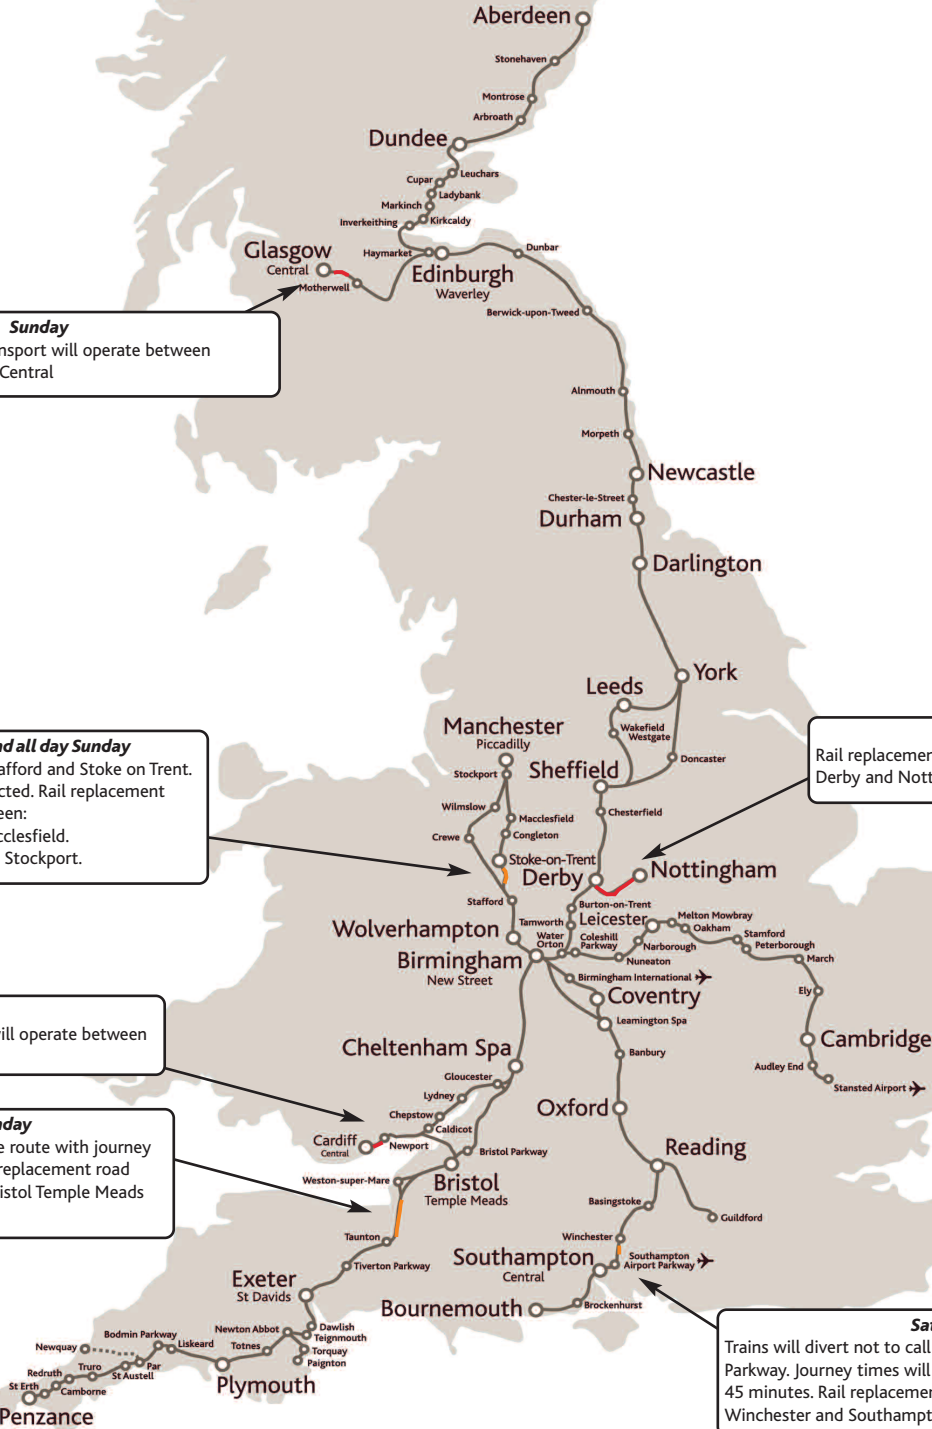 Aberdeen
Stonehaven
Montrose
Arbroath
Dundee
Leuchars
Cupar
Ladybank
Markinch
Kirkcaldy
Inverkeithing
Glasgow
Central
Motherwell
Haymarket
Edinburgh
Waverley
Dunbar
Berwick-upon-Tweed
Sunday
nsport will operate between
Central
Alnmouth
Morpeth
Newcastle
Chester-le-Street
Durham
Darlington
York
Leeds
Wakefield
Westgate
Doncaster
Manchester
Piccadilly
Stockport
Sheffield
nd all day Sunday
afford and Stoke on Trent.
cted. Rail replacement
een:
cclesfield.
Stockport.
Rail replacemen
Derby and Nott
Wilmslow
Macclesfield
Chesterfield
Crewe
Congleton
Stoke-on-Trent
Derby
Nottingham
Stafford
Burton-on-Trent
Tamworth
Leicester
Melton Mowbray
Oakham
Stamford
Peterborough
March
Wolverhampton
Water
Orton
Coleshill
Parkway
Narborough
Nuneaton
Birmingham
New Street
Birmingham International
Coventry
Ely
Leamington Spa
Cambridge
Banbury
Audley End
Stansted Airport
vill operate between
Cheltenham Spa
Gloucester
Lydney
Oxford
Chepstow
Caldicot
Cardiff
Central
Newport
Bristol Parkway
Reading
nday
e route with journey
replacement road
ristol Temple Meads
Weston-super-Mare
Bristol
Temple Meads
Basingstoke
Guildford
Taunton
Winchester
Tiverton Parkway
Southampton
Central
Southampton
Airport Parkway
Exeter
St Davids
Bournemouth
Brockenhurst
Sat
Trains will divert not to call
Parkway. Journey times will
45 minutes. Rail replacemen
Winchester and Southampt
Dawlish
Teignmouth
Newton Abbot
Torquay
Totnes
Paignton
Bodmin Parkway
Liskeard
Newquay
Par
St Austell
Truro
Redruth
Camborne
St Erth
Plymouth
Penzance